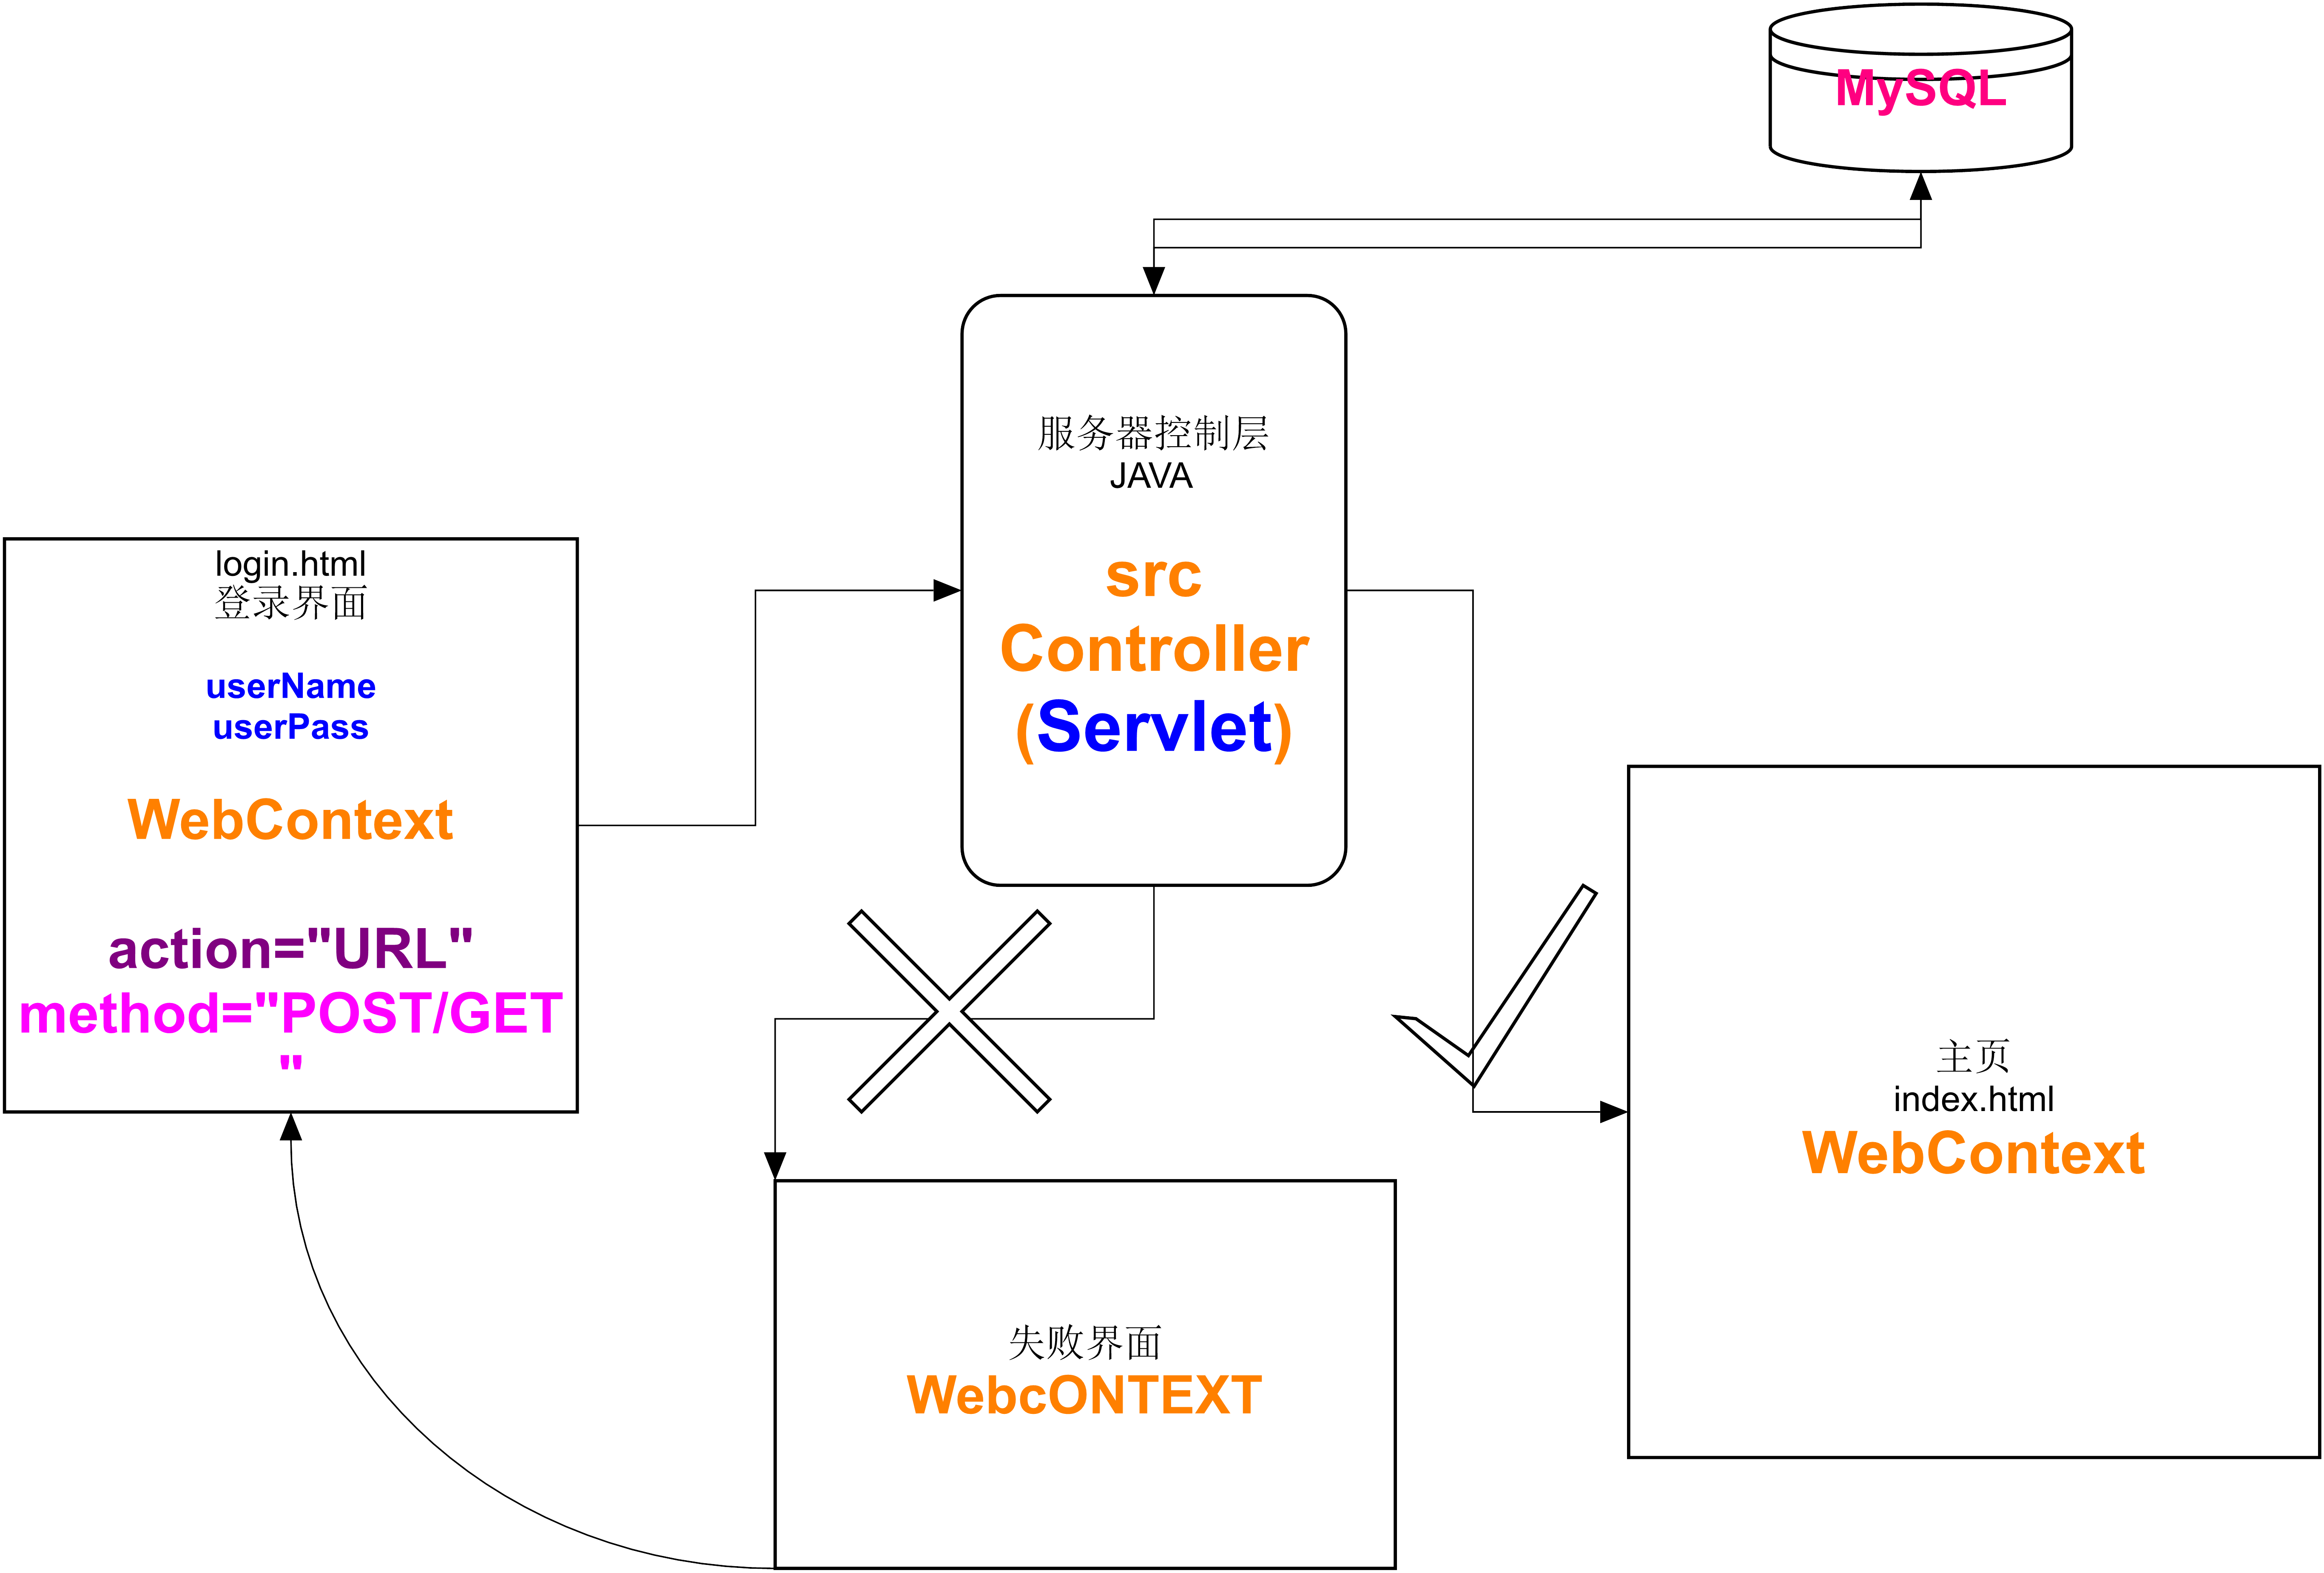 MySQL
服务器控制层
JAVA
src
Controller
(Servlet)
login.html
登录界面
userName
userPass
WebContext
action="URL"
method="POST/GET
"
主页
index.html
WebContext
失败界面
WebcONTEXT